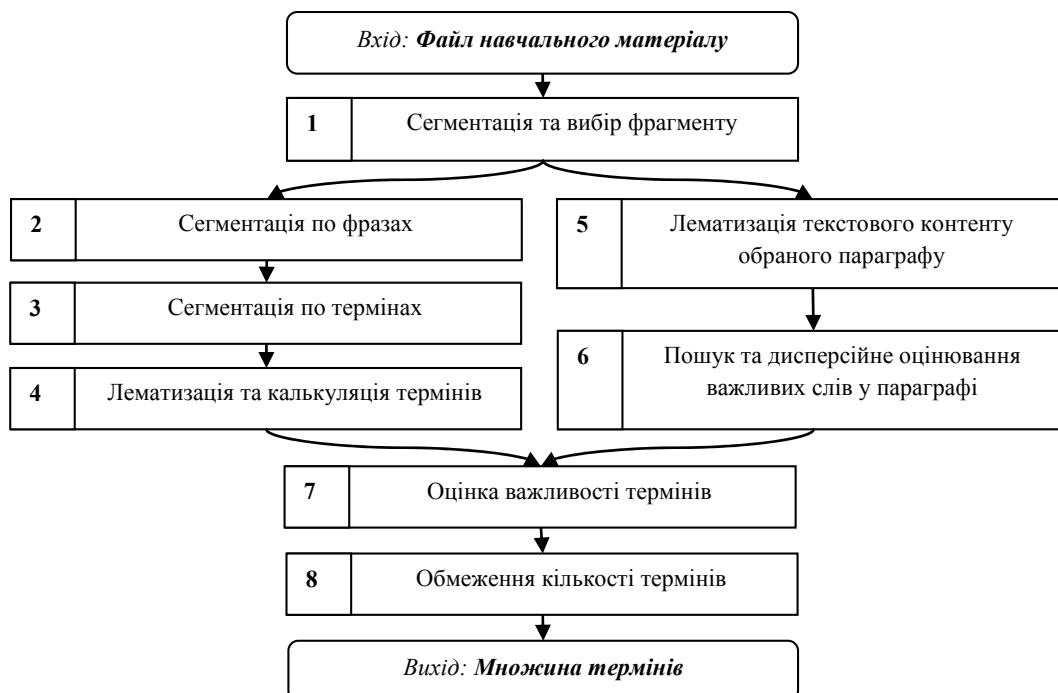 Вхід: Файл навчального матеріалу
1 Сегментація та вибір фрагменту
2 Сегментація по фразах
3 Сегментація по термінах
4 Лематизація та калькуляція термінів
5 Лематизація текстового контенту
обраного параграфу
6 Пошук та дисперсійне оцінювання
важливих слів у параграфі
7 Оцінка важливості термінів
8 Обмеження кількості термінів
Вихід: Множина термінів